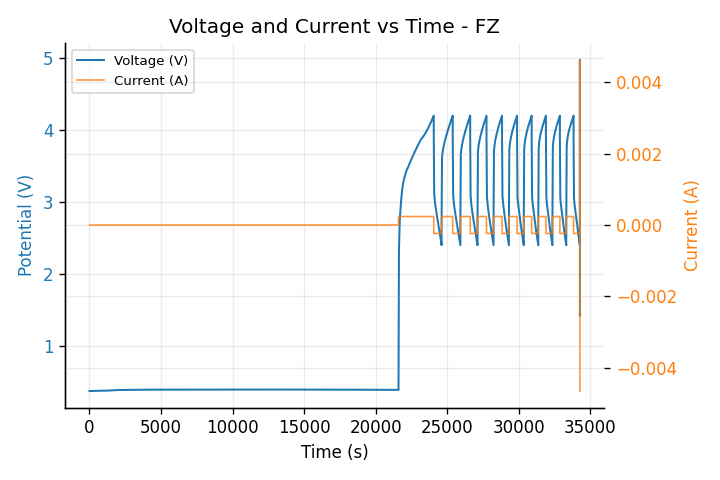 Voltage and Current vs Time - FZ
Voltage (V)
Current (A)
5
4
3
2
1
Potential (V)
0.004
0.002
0.000
−0.002
−0.004
Current (A)
0 5000 10000 15000 20000 25000 30000 35000
Time (s)